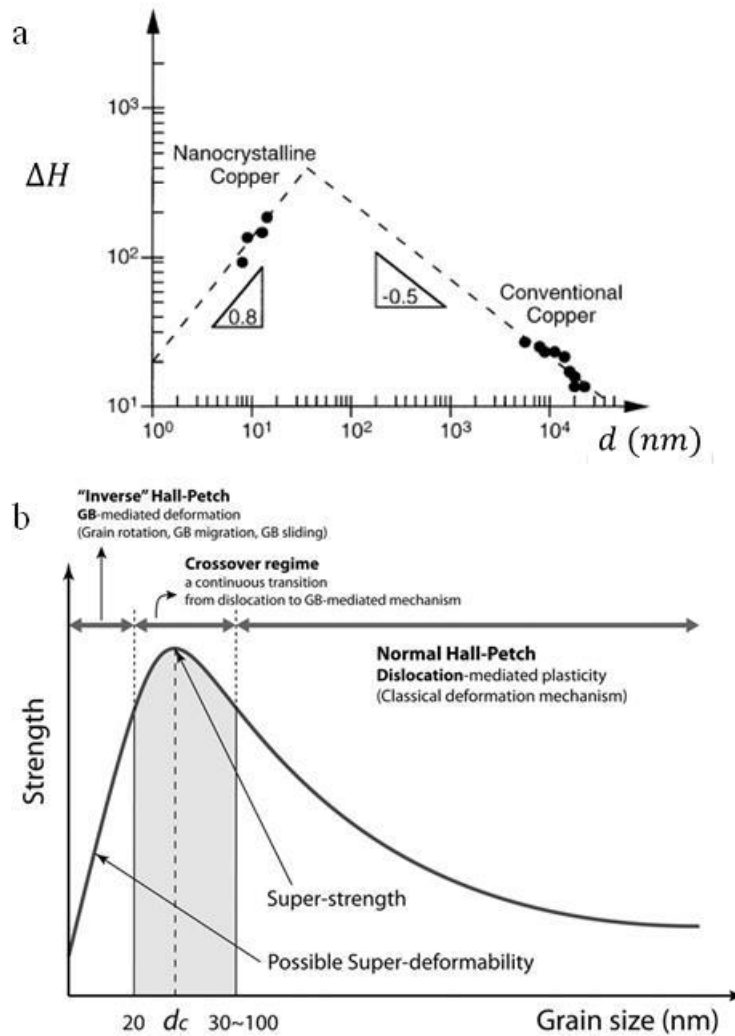 a
10³
Nanocrystalline
Copper
ΔH
10²
Conventional
Copper
-0.5
0.8
10¹
10⁰
10¹
10²
10³
10⁴
d (nm)
b
"Inverse" Hall-Petch
GB-mediated deformation
(Grain rotation, GB migration, GB sliding)
Crossover regime
a continuous transition
from dislocation to GB-mediated mechanism
Normal Hall-Petch
Dislocation-mediated plasticity
(Classical deformation mechanism)
Strength
Super-strength
Possible Super-deformability
20
dc
30~100
Grain size (nm)